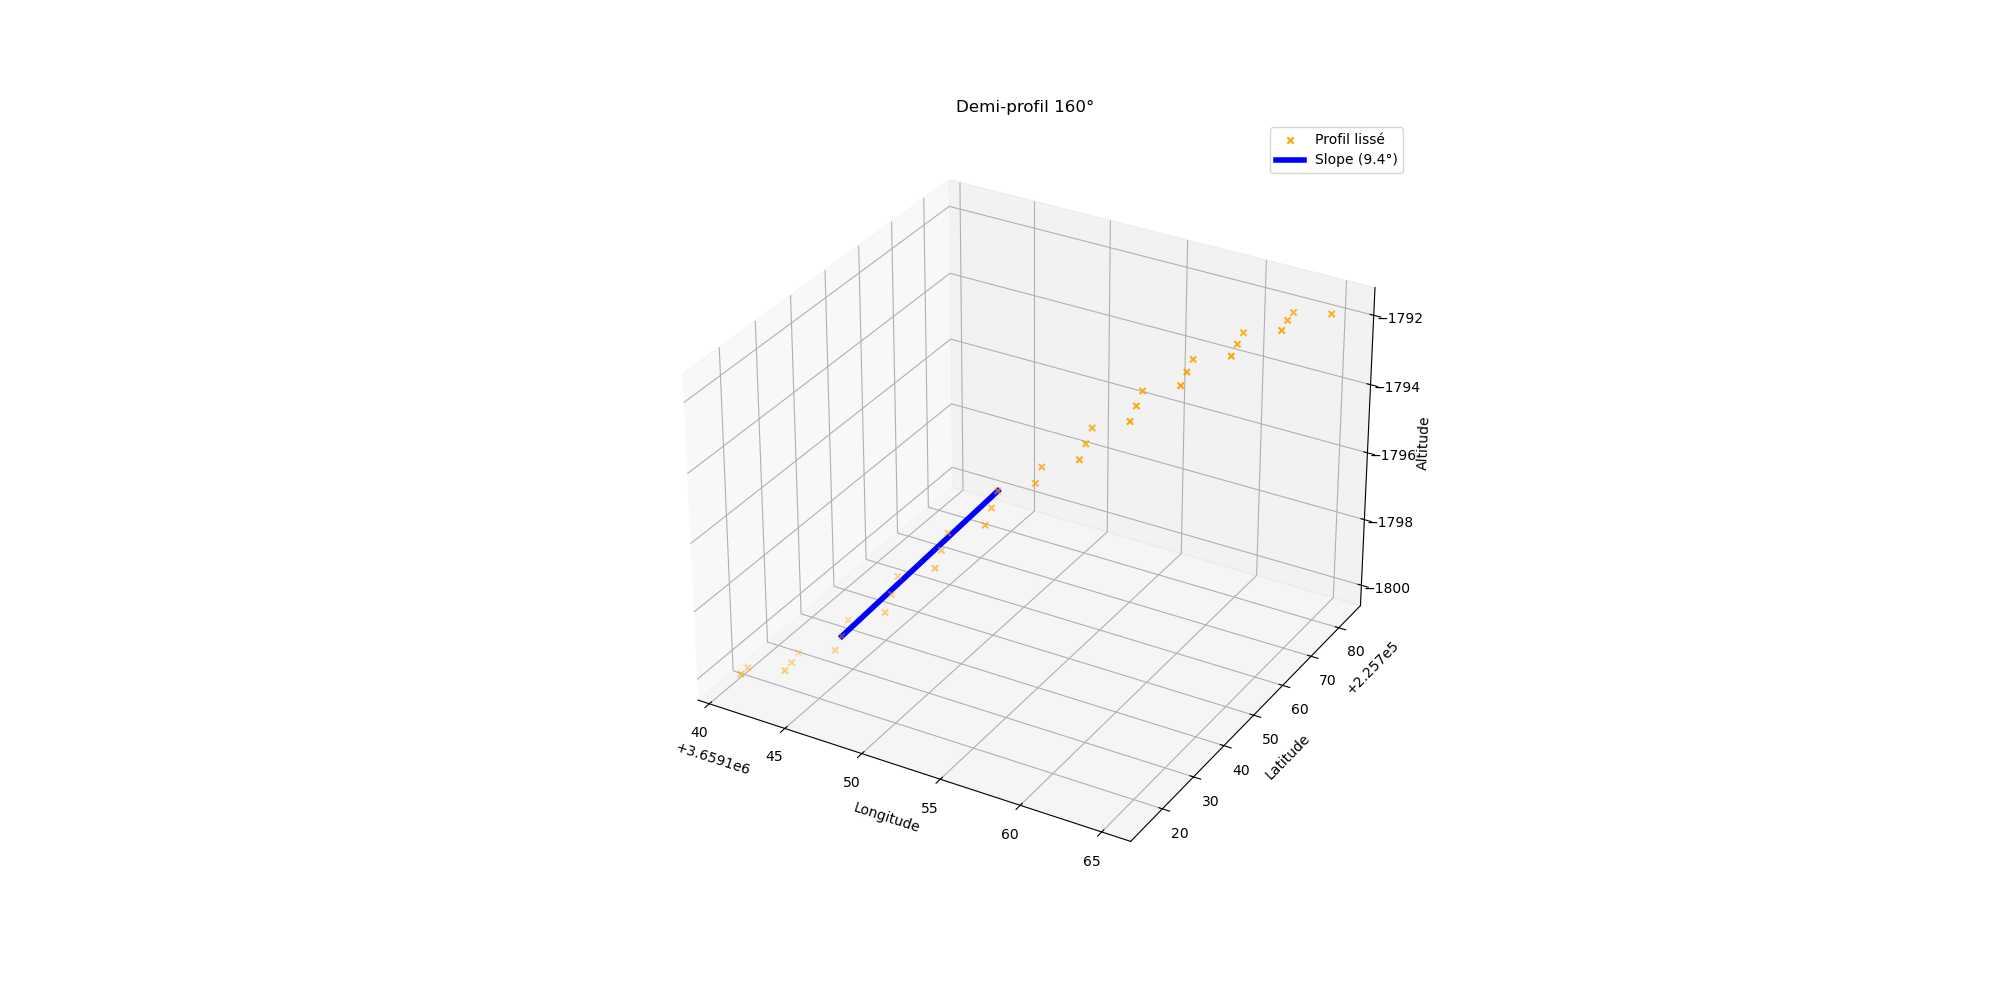 Demi-profil 160°
Profil lissé
Slope (9.4°)
−1792
−1794
−1796
−1798
−1800
Altitude
80
70
60
50
40
30
20
+2.257e5
Latitude
40
45
50
55
60
65
+3.6591e6
Longitude